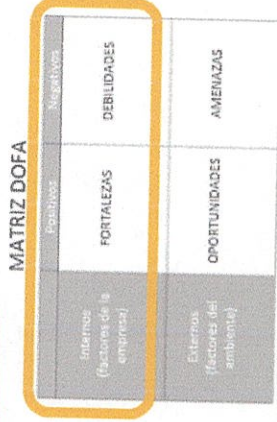 MATRIZ DOFA
Positivos Negativos
Internos
(factores de la
empresa)
FORTALEZAS DEBILIDADES
Externos
(factores del
ambiente)
OPORTUNIDADES AMENAZAS